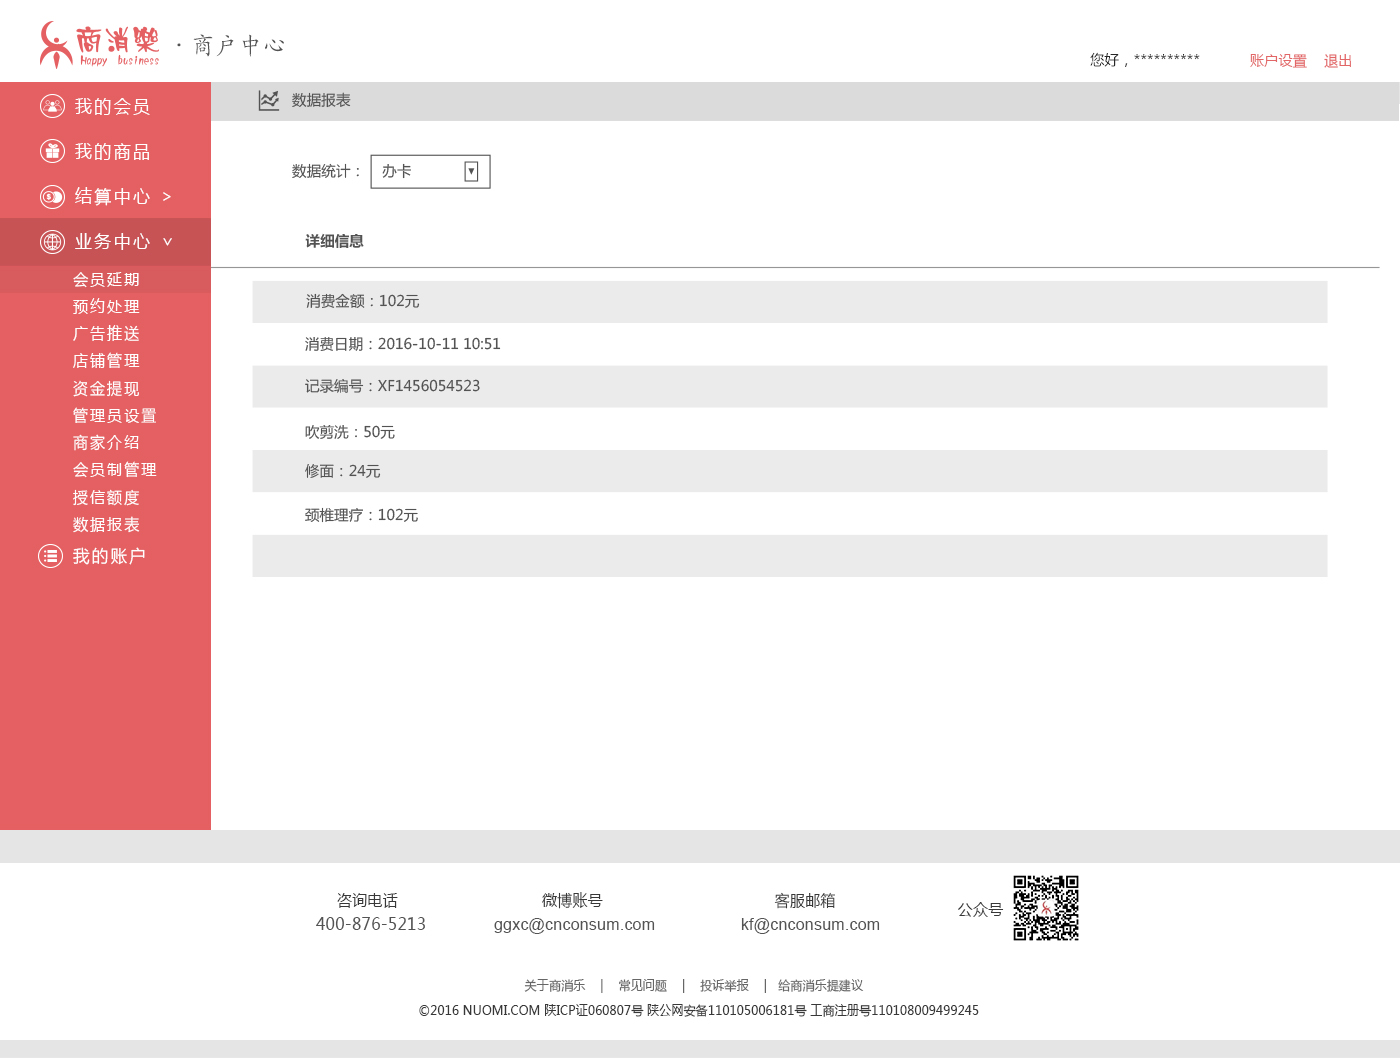 商消樂
Happy business
·商户中心
您好，********** 账户设置 退出
我的会员
我的商品
结算中心 >
业务中心 >
会员延期
预约处理
广告推送
店铺管理
资金提现
管理员设置
商家介绍
会员制管理
授信额度
数据报表
我的账户
数据报表
数据统计： 办卡 ▼
详细信息
消费金额：102元
消费日期：2016-10-11 10:51
记录编号：XF1456054523
吹剪洗：50元
修面：24元
颈椎理疗：102元
咨询电话
400-876-5213
微博账号
ggxc@cnconsum.com
客服邮箱
kf@cnconsum.com
公众号
关于商消乐 | 常见问题 | 投诉举报 | 给商消乐提建议
©2016 NUOMI.COM 陕ICP证060807号 陕公网安备110105006181号 工商注册号110108009499245